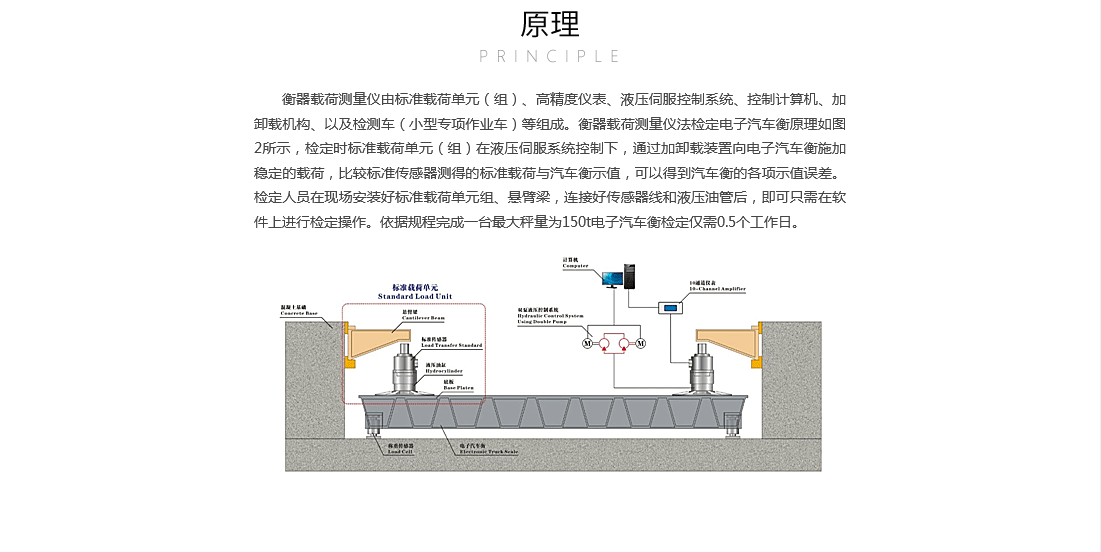 原理
PRINCIPLE
衡器载荷测量仪由标准载荷单元（组）、高精度仪表、液压伺服控制系统、控制计算机、加
卸载机构、以及检测车（小型专项作业车）等组成。衡器载荷测量仪法检定电子汽车衡原理如图
2所示，检定时标准载荷单元（组）在液压伺服系统控制下，通过加卸载装置向电子汽车衡施加
稳定的载荷，比较标准传感器测得的标准载荷与汽车衡示值，可以得到汽车衡的各项示值误差。
检定人员在现场安装好标准载荷单元组、悬臂梁，连接好传感器线和液压油管后，即可只需在软
件上进行检定操作。依据规程完成一台最大秤量为150t电子汽车衡检定仅需0.5个工作日。
计算机
Computer
10通道仪表
10-Channel Amplifier
标准载荷单元
Standard Load Unit
混凝土基础
Concrete Base
悬臂梁
Cantilever Beam
双泵液压控制系统
Hydraulic Control System
Using Double Pump
M
M
标准传感器
Load Transfer Standard
液压油缸
Hydrocylinder
底板
Base Platen
称重传感器
Load Cell
电子汽车衡
Electronic Truck Scale